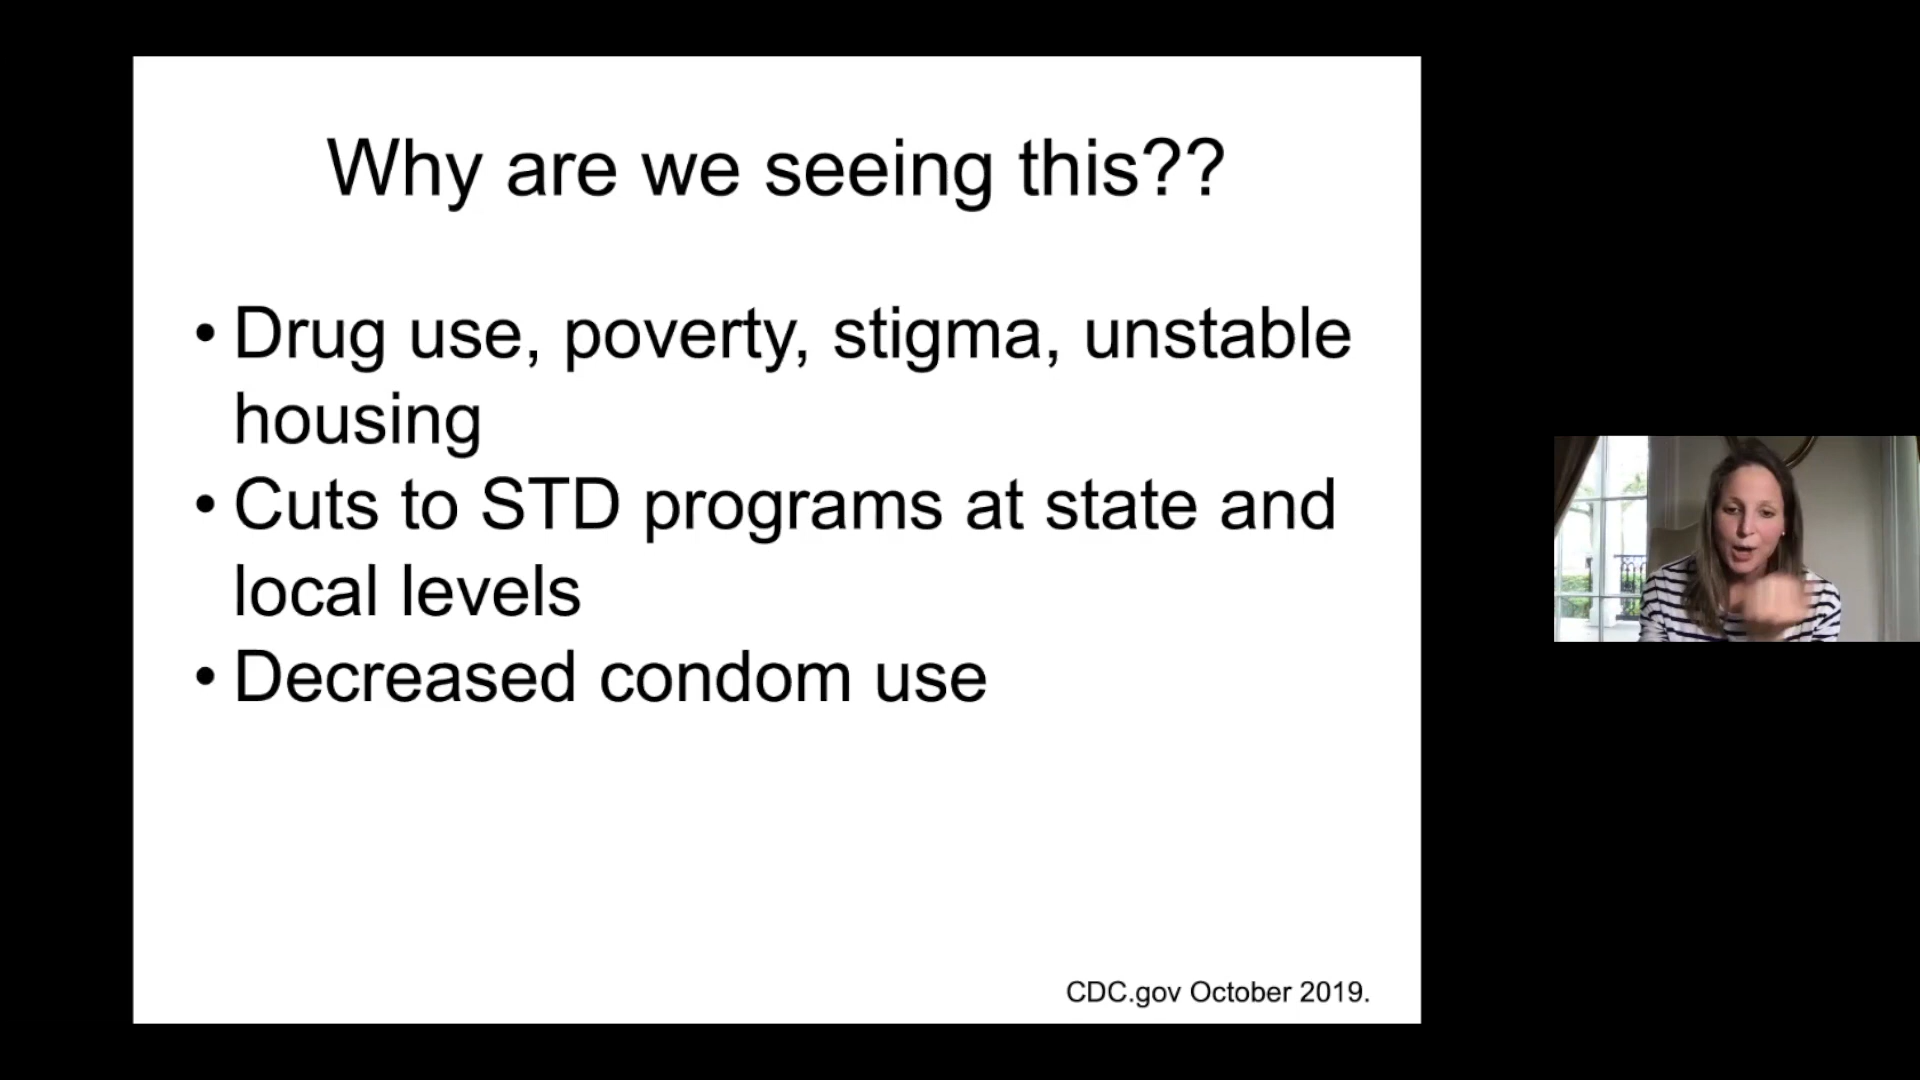 Why are we seeing this??
• Drug use, poverty, stigma, unstable
housing
• Cuts to STD programs at state and
local levels
• Decreased condom use
CDC.gov October 2019.